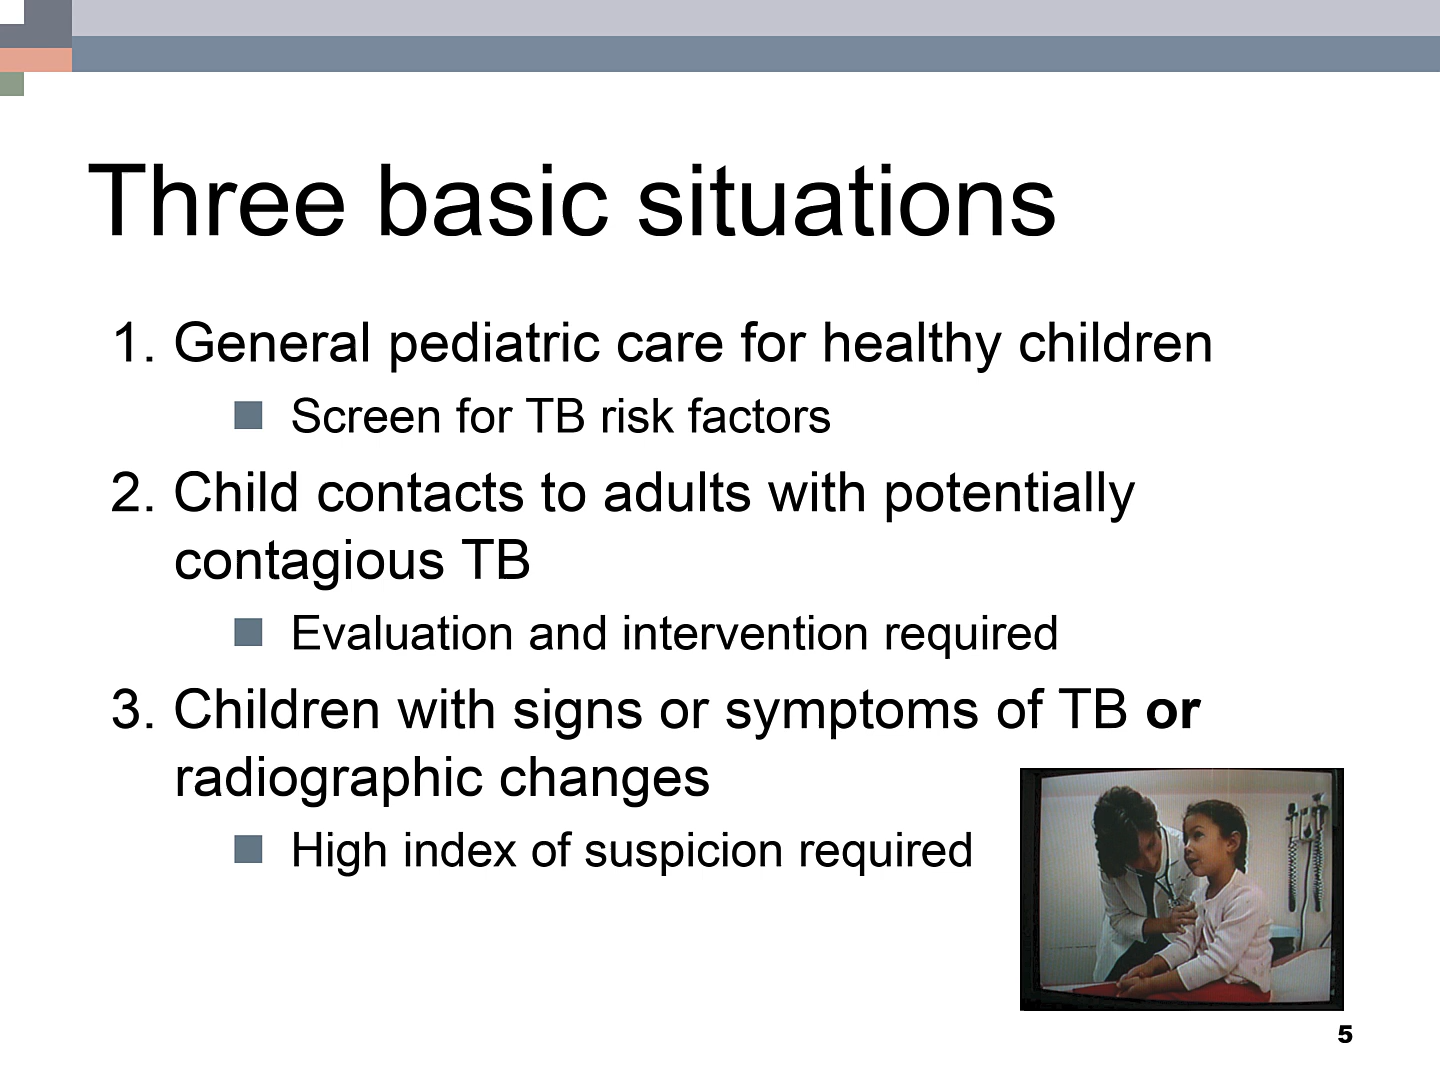 Three basic situations
1. General pediatric care for healthy children
Screen for TB risk factors
2. Child contacts to adults with potentially
contagious TB
Evaluation and intervention required
3. Children with signs or symptoms of TB or
radiographic changes
High index of suspicion required
5